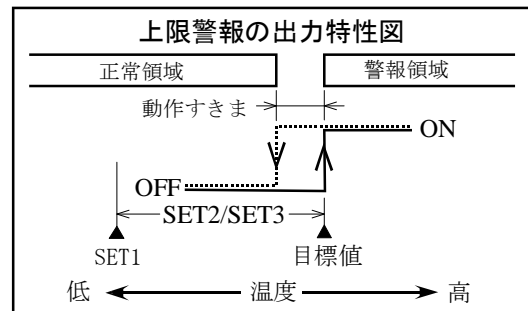 上限警報の出力特性図
正常領域 警報領域
動作すきま
ON
OFF
SET2/SET3
SET1 目標値
低 温度 高